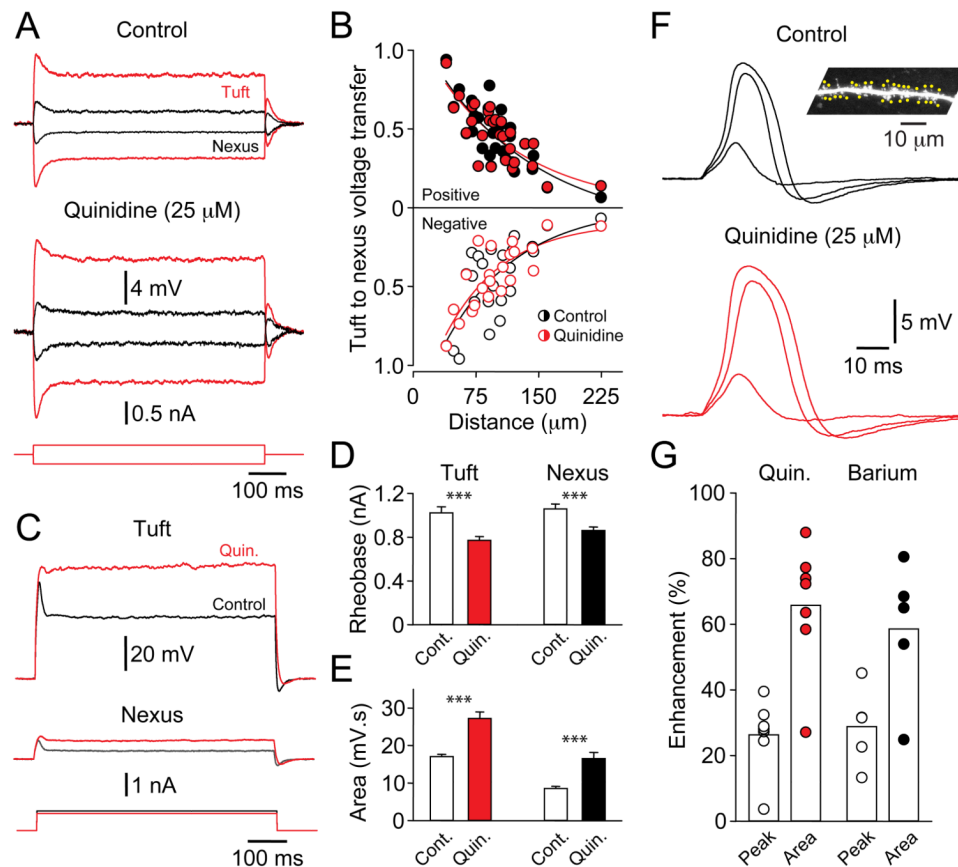 A
Control
Tuft
Nexus
Quinidine (25 μM)
4 mV
0.5 nA
100 ms
B
Tuft to nexus voltage transfer
1.0
0.5
0
0.5
1.0
Positive
Negative
Control
Quinidine
0 75 150 225
Distance (μm)
C
Tuft
Quin.
Control
20 mV
Nexus
1 nA
100 ms
D
Tuft Nexus
Rheobase (nA)
1.2
0.8
0.4
*** ***
Cont. Quin. Cont. Quin.
E
Area (mV.s)
30
20
10
0
***
***
Cont. Quin. Cont. Quin.
F
Control
10 μm
Quinidine (25 μM)
5 mV
10 ms
G
Quin. Barium
Enhancement (%)
100
80
60
40
20
0
Peak Area Peak Area